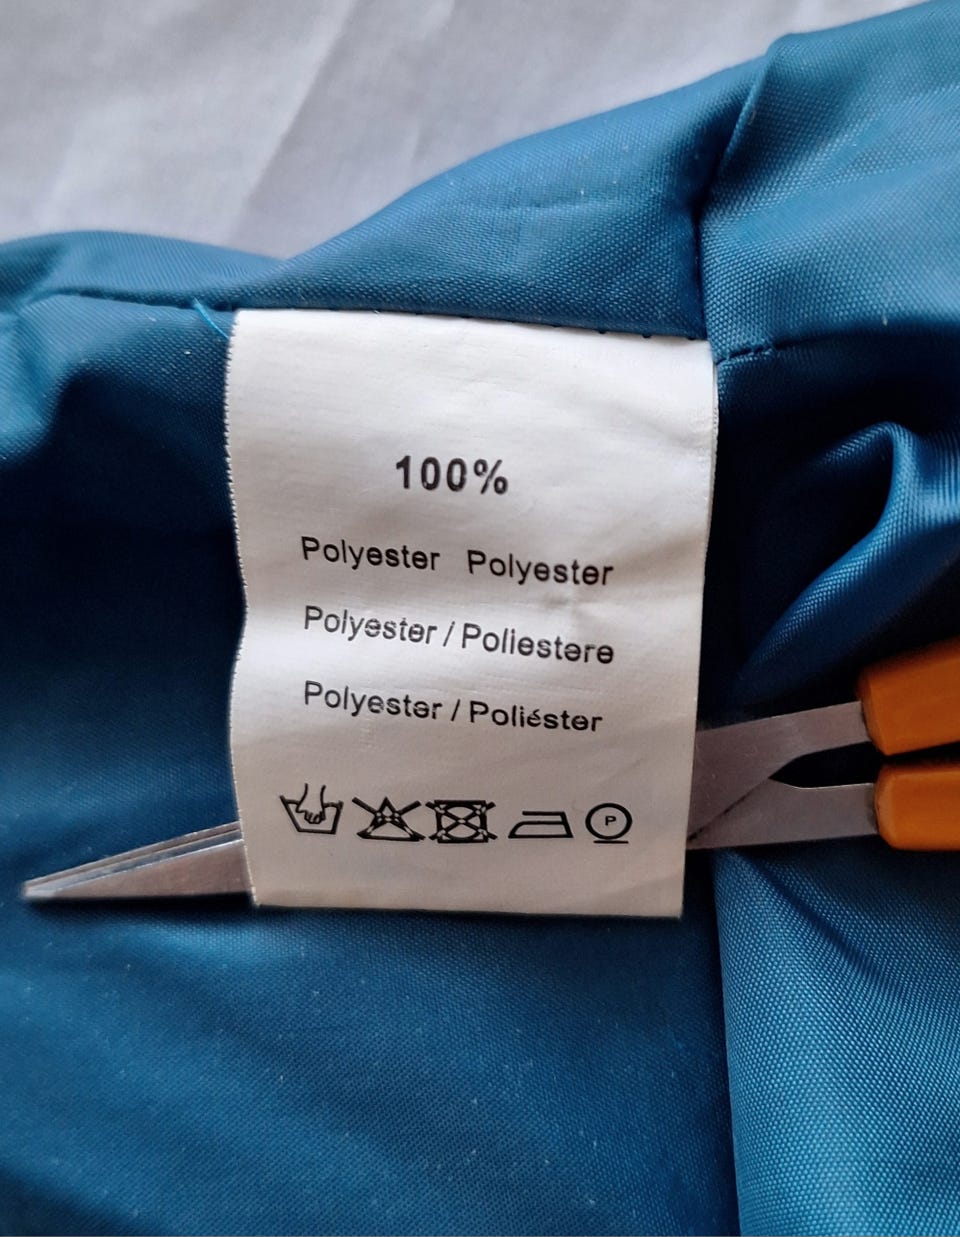 100%
Polyester Polyester
Polyester / Poliestere
Polyester / Poliéster
P